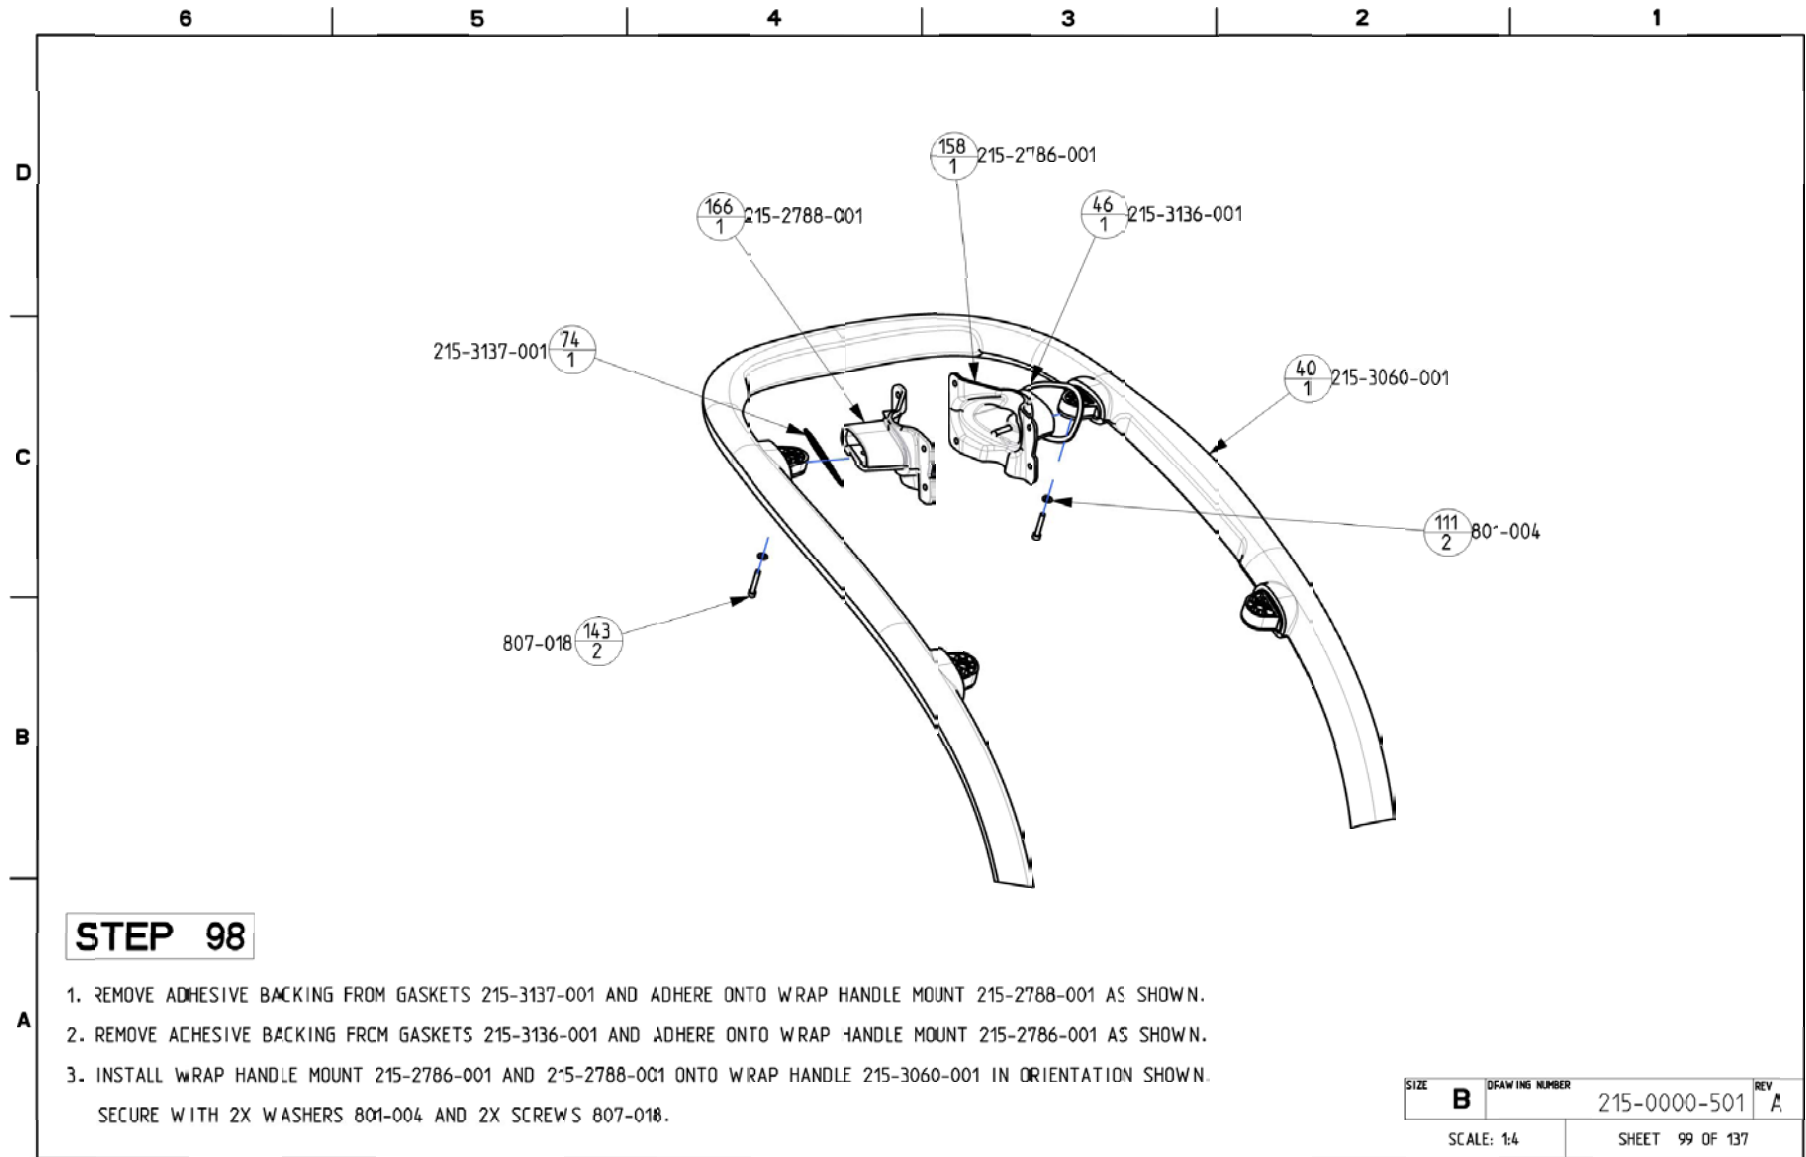 6 5 4 3 2 1
D
158
1
215-2786-001
166
1
215-2788-001
46
1
215-3136-001
215-3137-001
74
1
40
1
215-3060-001
C
111
2
801-004
807-018
143
2
B
STEP 98
1. REMOVE ADHESIVE BACKING FROM GASKETS 215-3137-001 AND ADHERE ONTO WRAP HANDLE MOUNT 215-2788-001 AS SHOWN.
A
2. REMOVE ADHESIVE BACKING FROM GASKETS 215-3136-001 AND ADHERE ONTO WRAP HANDLE MOUNT 215-2786-001 AS SHOWN.
3. INSTALL WRAP HANDLE MOUNT 215-2786-001 AND 215-2788-001 ONTO WRAP HANDLE 215-3060-001 IN ORIENTATION SHOWN.
SECURE WITH 2X WASHERS 801-004 AND 2X SCREWS 807-018.
SIZE
B
DRAWING NUMBER
215-0000-501
REV
A
SCALE: 1:4
SHEET 99 OF 137